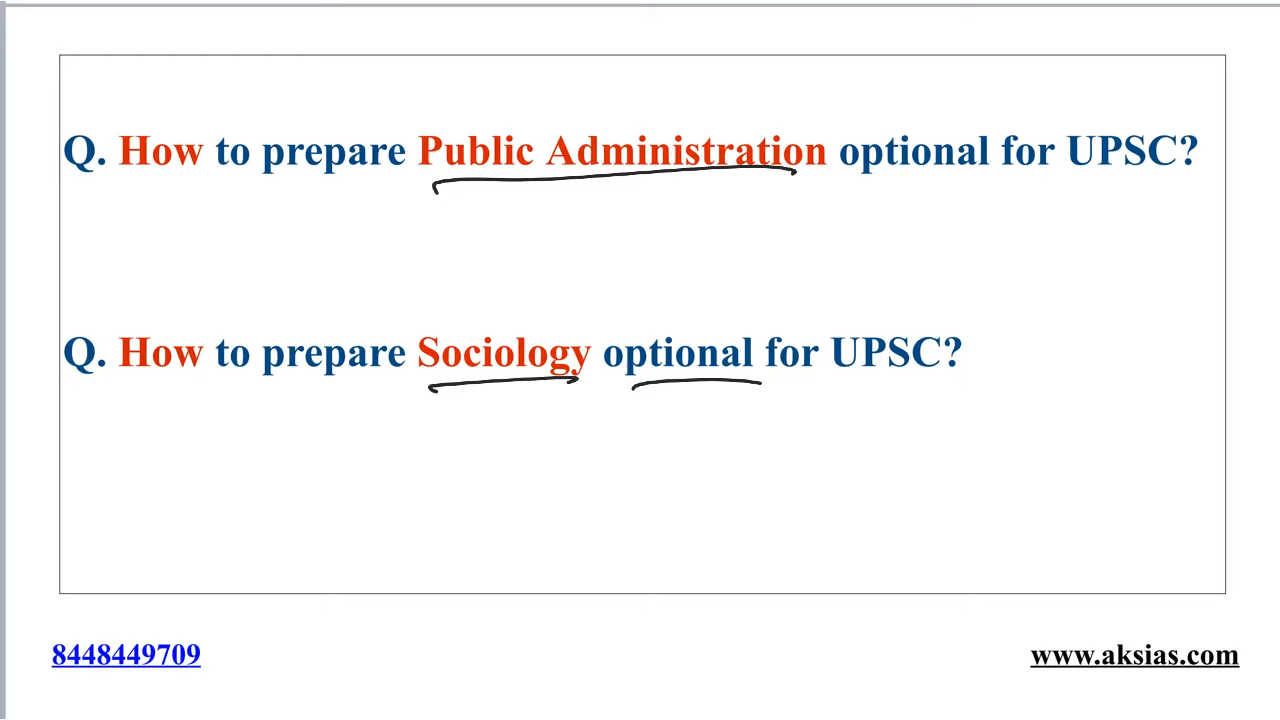 Q. How to prepare Public Administration optional for UPSC?
Q. How to prepare Sociology optional for UPSC?
8448449709
www.aksias.com